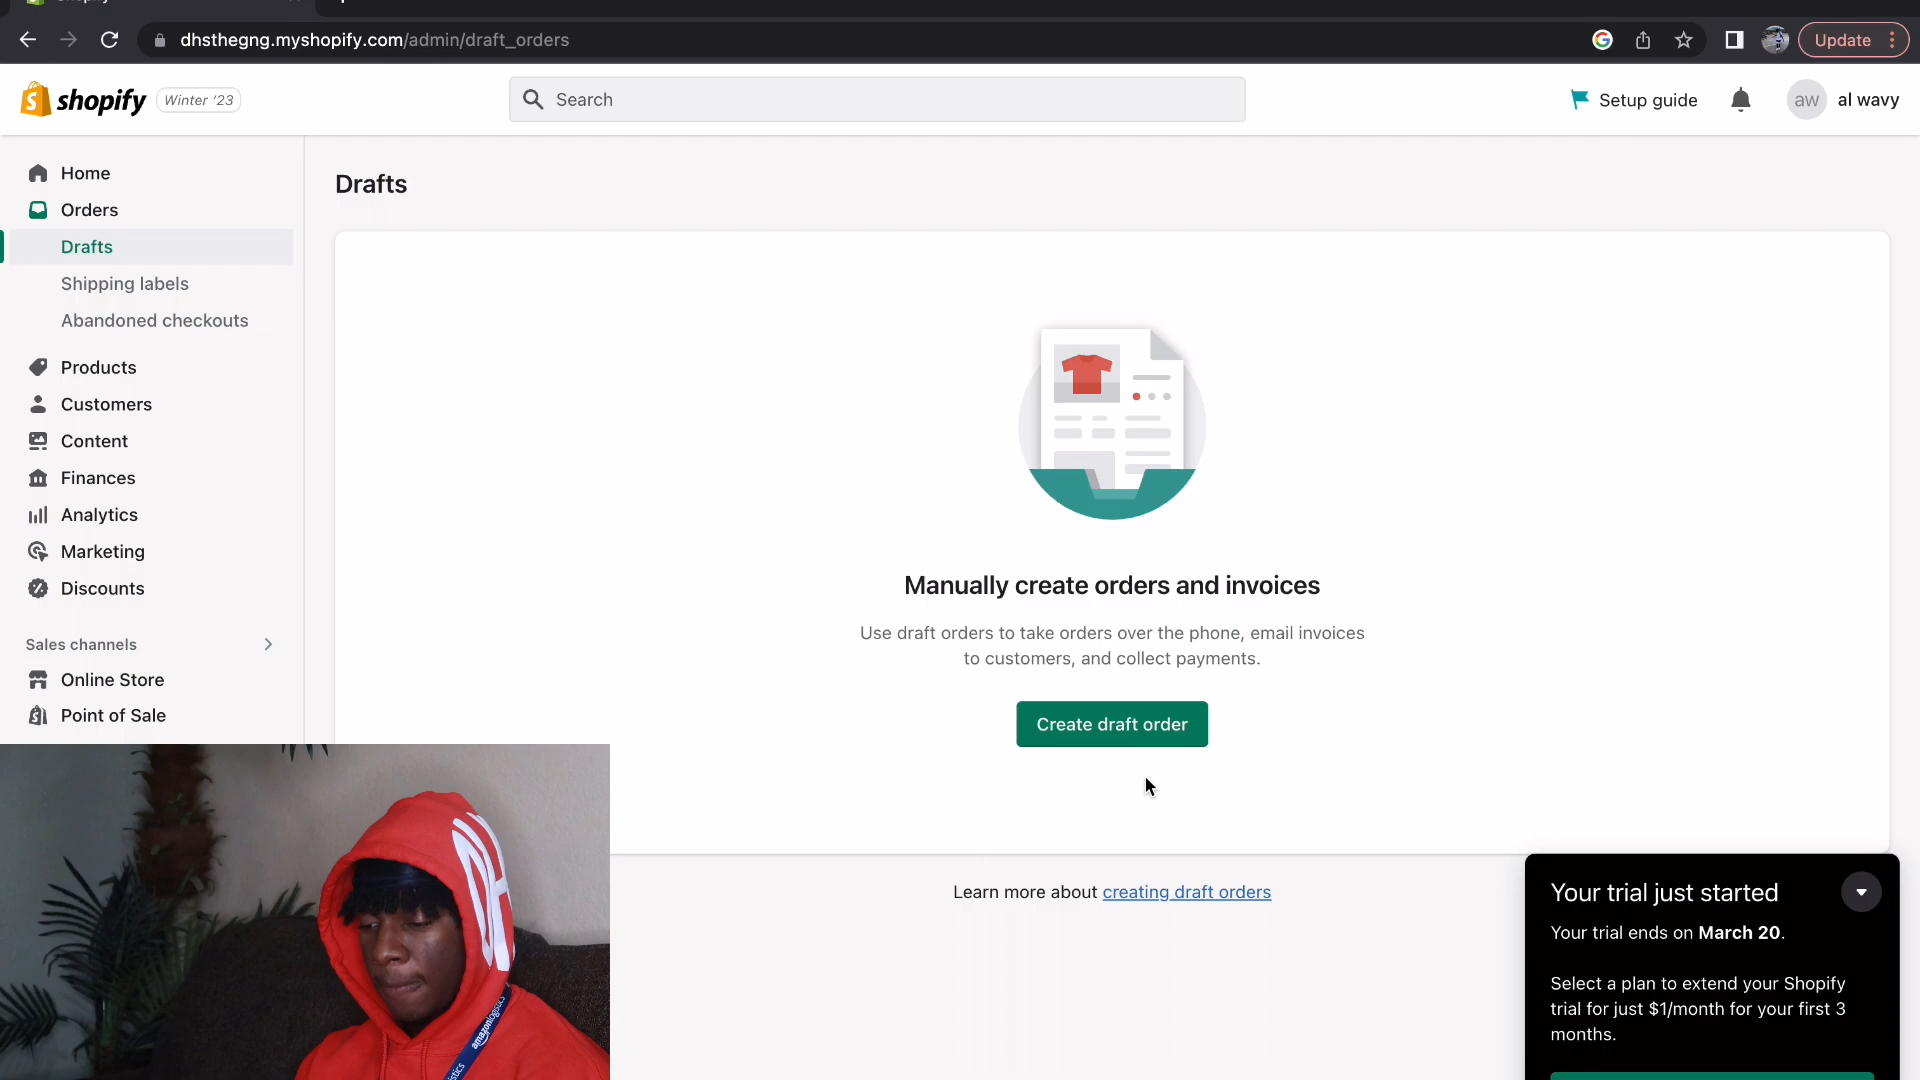 dhsthegng.myshopify.com/admin/draft_orders
Update
shopify
Winter '23
Search
Setup guide
aw
al wavy
Home
Orders
Drafts
Shipping labels
Abandoned checkouts
Products
Customers
Content
Finances
Analytics
Marketing
Discounts
Sales channels
Online Store
Point of Sale
Drafts
Manually create orders and invoices
Use draft orders to take orders over the phone, email invoices
to customers, and collect payments.
Create draft order
Learn more about creating draft orders
Your trial just started
Your trial ends on March 20.
Select a plan to extend your Shopify
trial for just $1/month for your first 3
months.
amazonlogistics